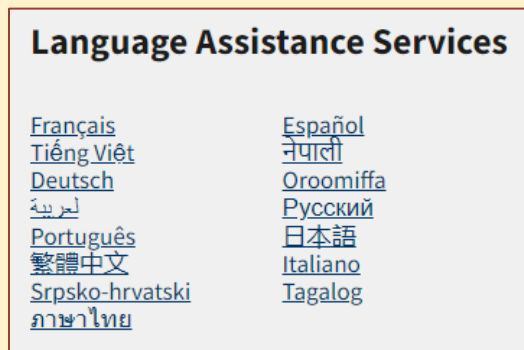 Language Assistance Services
Français
Tiếng Việt
Deutsch
لعربية
Português
繁體中文
Srpsko-hrvatski
ภาษาไทย
Español
नेपाली
Oroomiffa
Русский
日本語
Italiano
Tagalog